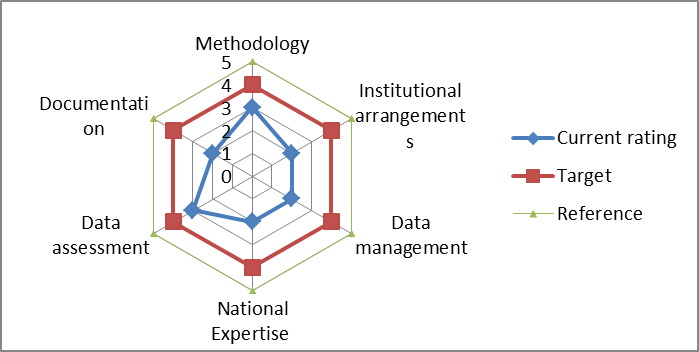 Methodology
5
4
3
2
1
0
Institutional
arrangement
s
Data
management
National
Expertise
Data
assessment
Documentati
on
Current rating
Target
Reference